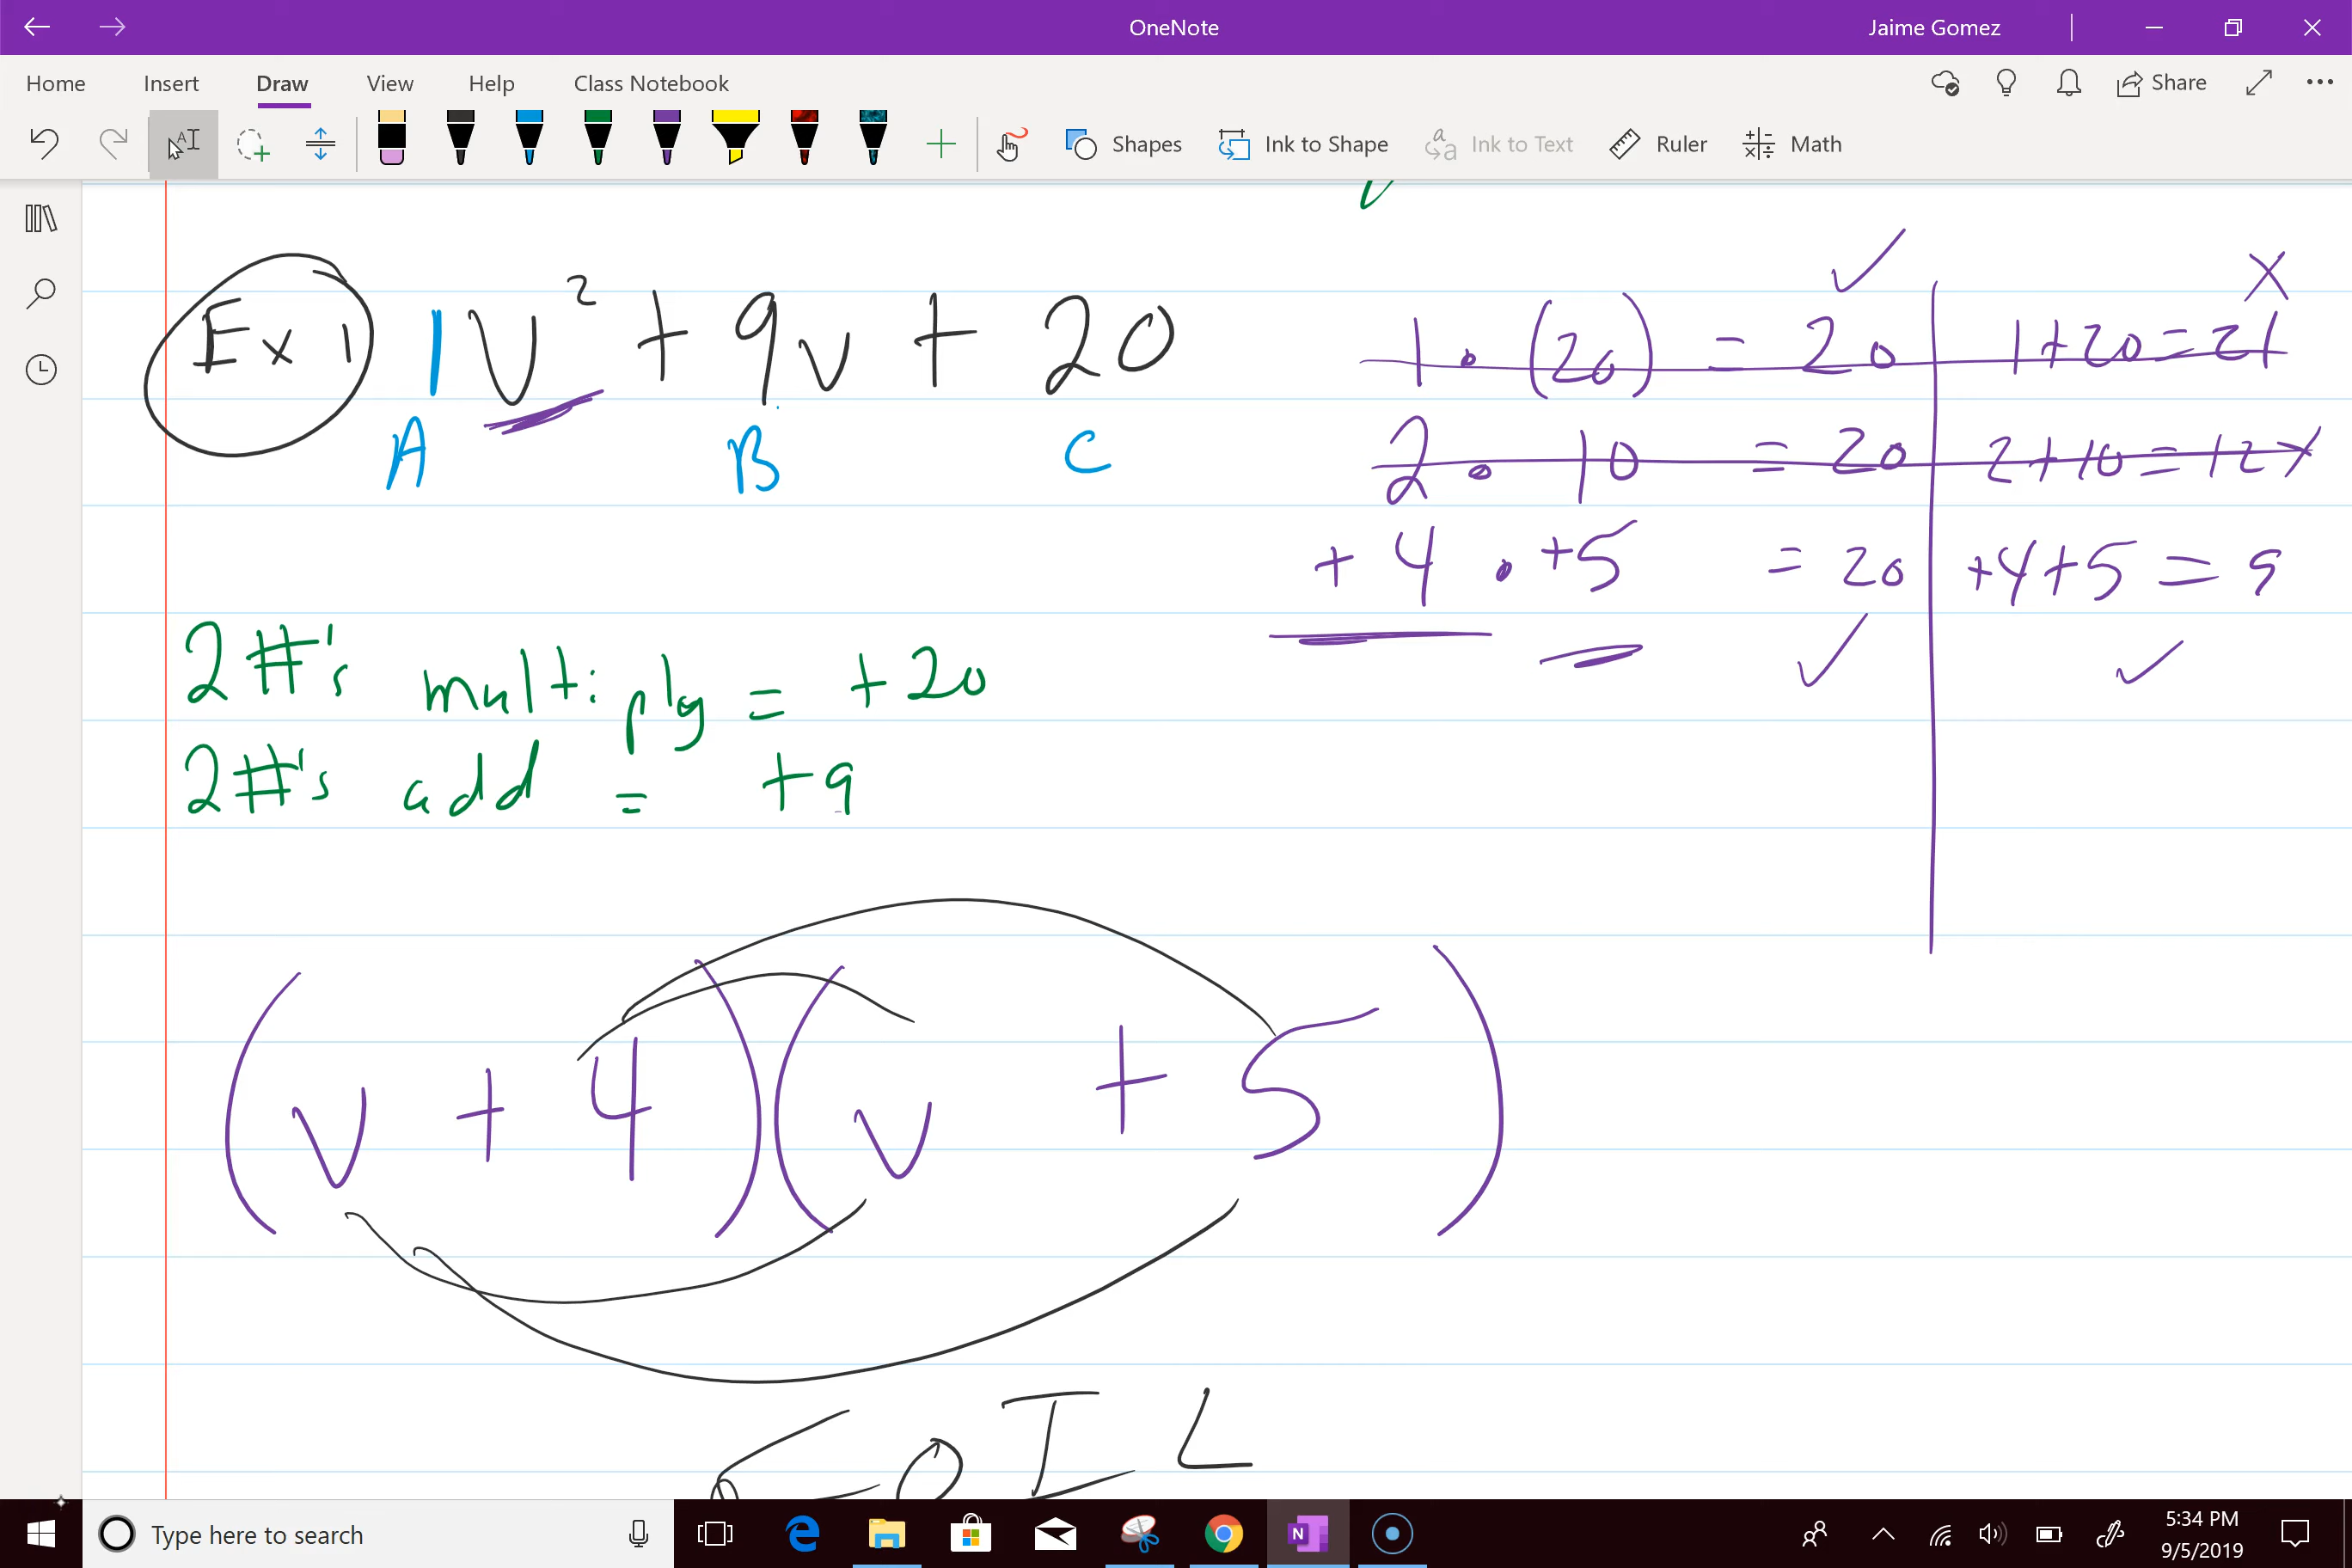 OneNote
Jaime Gomez
Home Insert Draw View Help Class Notebook Share
Shapes Ink to Shape Ink to Text Ruler Math
Ex 1 1v² + 9v + 20
A B C
1 • (20) = 20 1+20=21 x
2 • 10 = 20 2+10=12 x
+4 • +5 = 20 +4+5=9
2#'s multiply = +20
2#'s add = +9
(v + 4)(v + 5)
FOIL
Type here to search
5:34 PM
9/5/2019